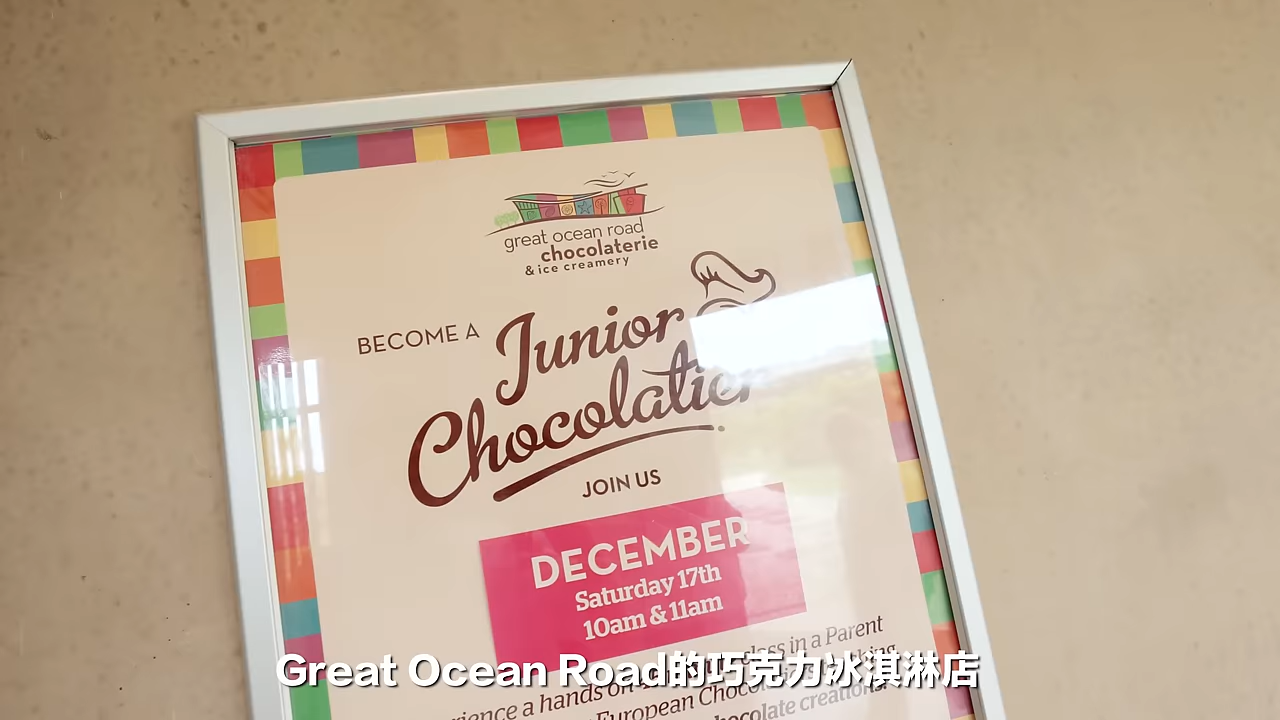 great ocean road
chocolaterie
& ice creamery
BECOME A Junior
Chocolatier
JOIN US
DECEMBER
Saturday 17th
10am & 11am
a hands on class in a Parent
European
chocolate creations.
Great Ocean Road的巧克力冰淇淋店